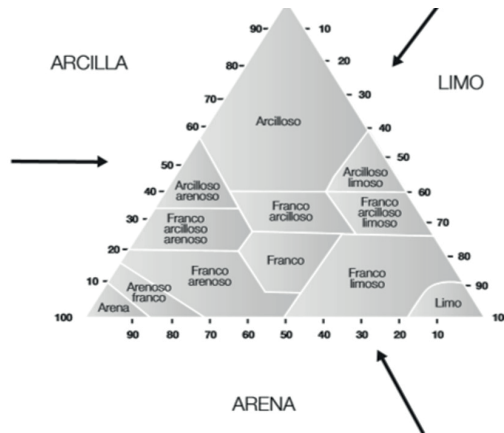 90 10
ARCILLA
80 20
LIMO
70 30
60 40
Arcilloso
50 50
40 60
Arcilloso
arenoso
Arcilloso
limoso
30 70
Franco
arcilloso
arenoso
Franco
arcilloso
Franco
arcilloso
limoso
20 80
Franco
arenoso
Franco
Franco
limoso
10 90
Arenoso
franco
Arena
Limo
100 10
90 80 70 60 50 40 30 20 10
ARENA